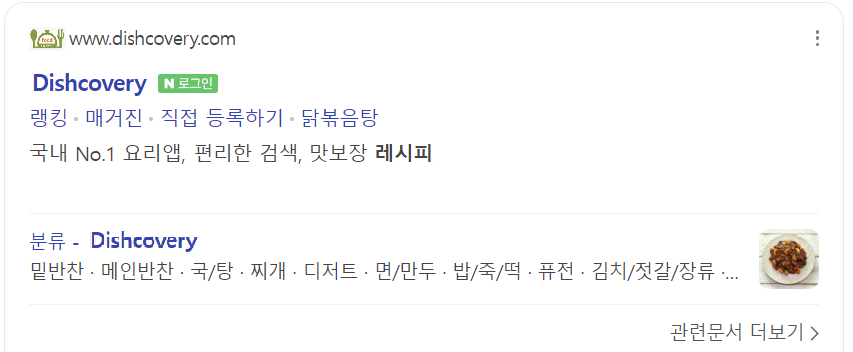 food www.dishcovery.com
Dishcovery N 로그인
랭킹 • 매거진 • 직접 등록하기 • 닭볶음탕
국내 No.1 요리앱, 편리한 검색, 맛보장 레시피
분류 - Dishcovery
밑반찬 · 메인반찬 · 국/탕 · 찌개 · 디저트 · 면/만두 · 밥/죽/떡 · 퓨전 · 김치/젓갈/장류 ·...
관련문서 더보기 >